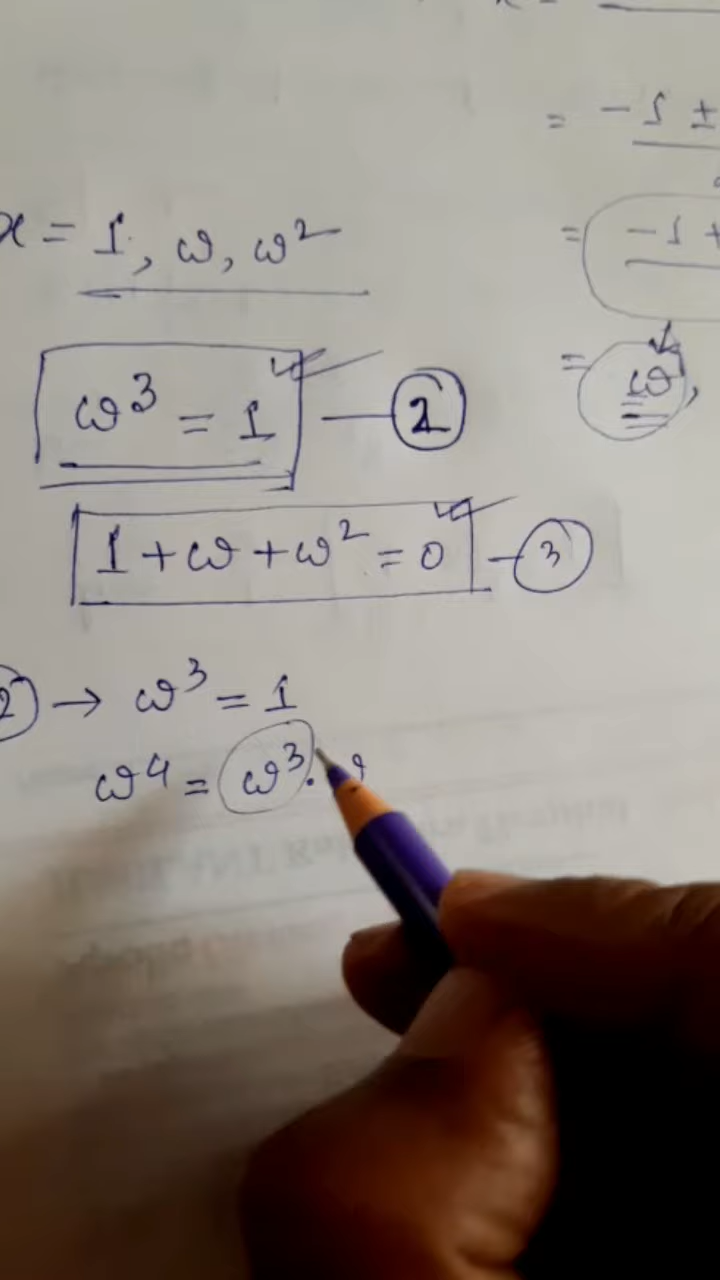 = -1 ±
x = 1, ω, ω²
= -1 +
ω³ = 1 — 2
= ω,
1 + ω + ω² = 0 — 3
2 → ω³ = 1
ω⁴ = ω³.